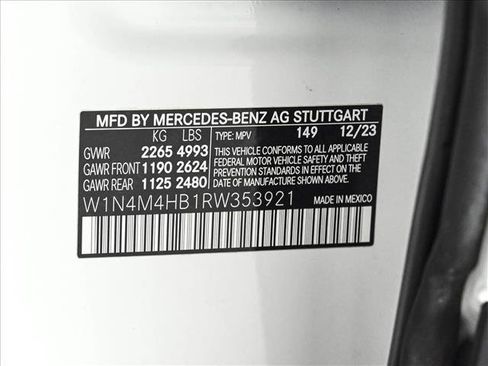 MFD BY MERCEDES-BENZ AG STUTTGART
KG LBS TYPE: MPV 149 12/23
GVWR 2265 4993
GAWR FRONT 1190 2624
GAWR REAR 1125 2480
THIS VEHICLE CONFORMS TO ALL APPLICABLE
FEDERAL MOTOR VEHICLE SAFETY AND
THEFT PREVENTION STANDARDS IN EFFECT ON THE
DATE OF MANUFACTURE SHOWN ABOVE.
W1N4M4HB1RW353921 MADE IN MEXICO